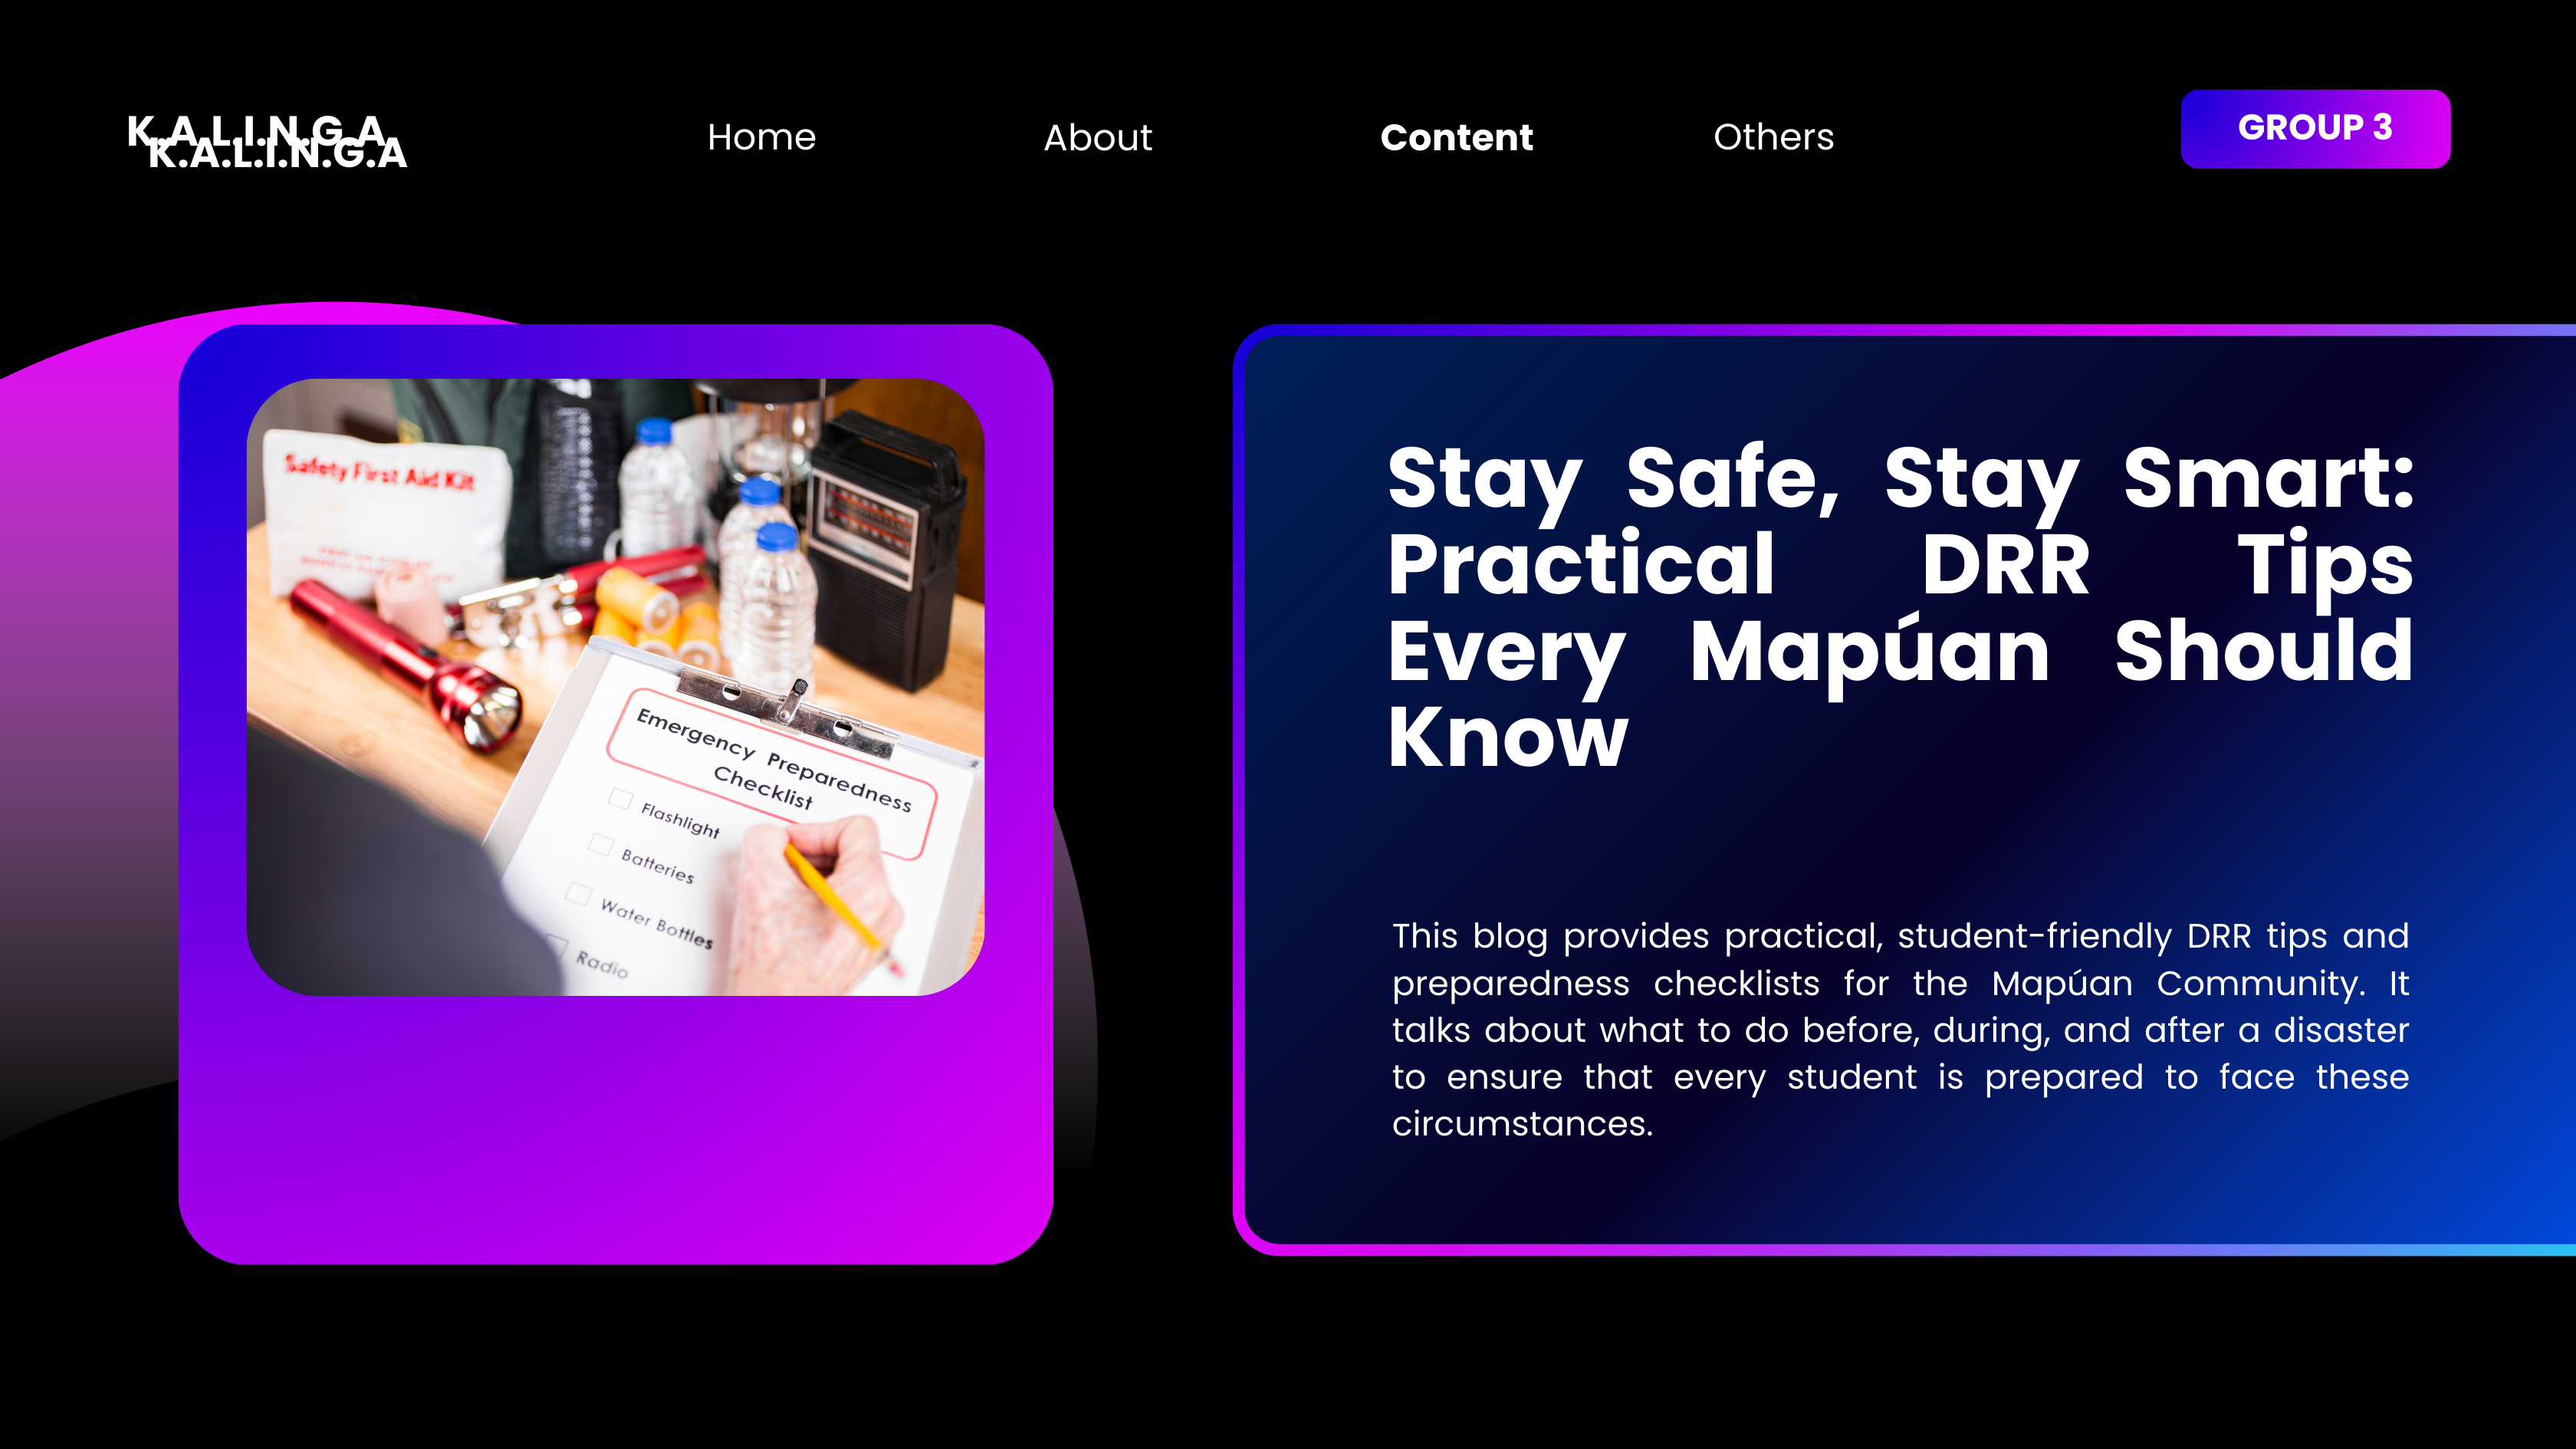 K.A.L.I.N.G.A
K.A.L.I.N.G.A
Home
About
Content
Others
GROUP 3
Safety First Aid Kit
Emergency Preparedness
Checklist
Flashlight
Batteries
Water Bottles
Radio
Stay Safe, Stay Smart:
Practical DRR Tips
Every Mapúan Should
Know
This blog provides practical, student-friendly DRR tips and
preparedness checklists for the Mapúan Community. It
talks about what to do before, during, and after a disaster
to ensure that every student is prepared to face these
circumstances.